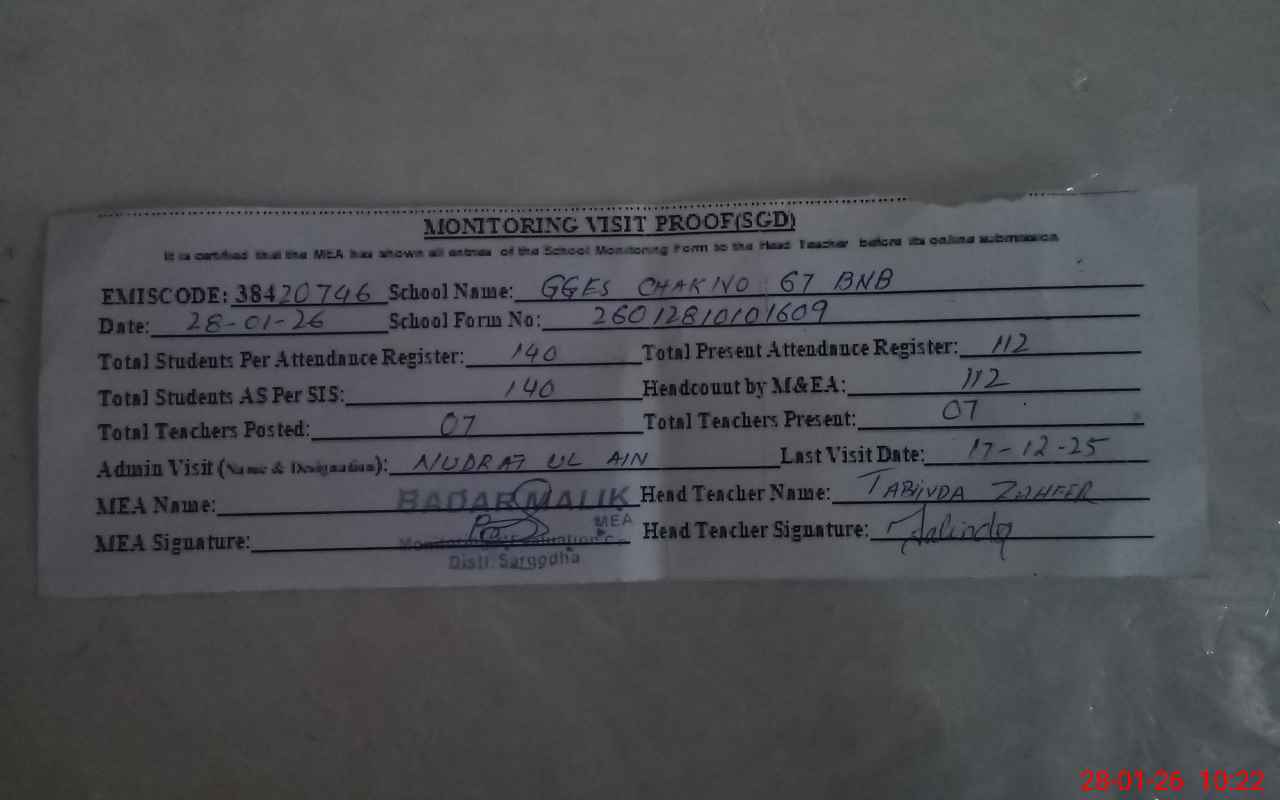 MONITORING VISIT PROOF(SGD)
It is certified that the MEA has shown all entries of the School Monitoring Form to the Head Teacher before its online submission
EMISCODE: 38420746 School Name: GGES CHAK NO 67 BNB
Date: 28-01-26 School Form No: 26012810101609
Total Students Per Attendance Register: 140 Total Present Attendance Register: 112
Total Students AS Per SIS: 140 Headcount by M&EA: 112
Total Teachers Posted: 07 Total Teachers Present: 07
Admin Visit (Name & Designation): NUDRAT UL AIN Last Visit Date: 17-12-25
MEA Name: BADAR MALIK Head Teacher Name: TABINDA ZAHEER
MEA
MEA Signature: Head Teacher Signature: Tabinda
Distt. Sargodha
28-01-26 10:22